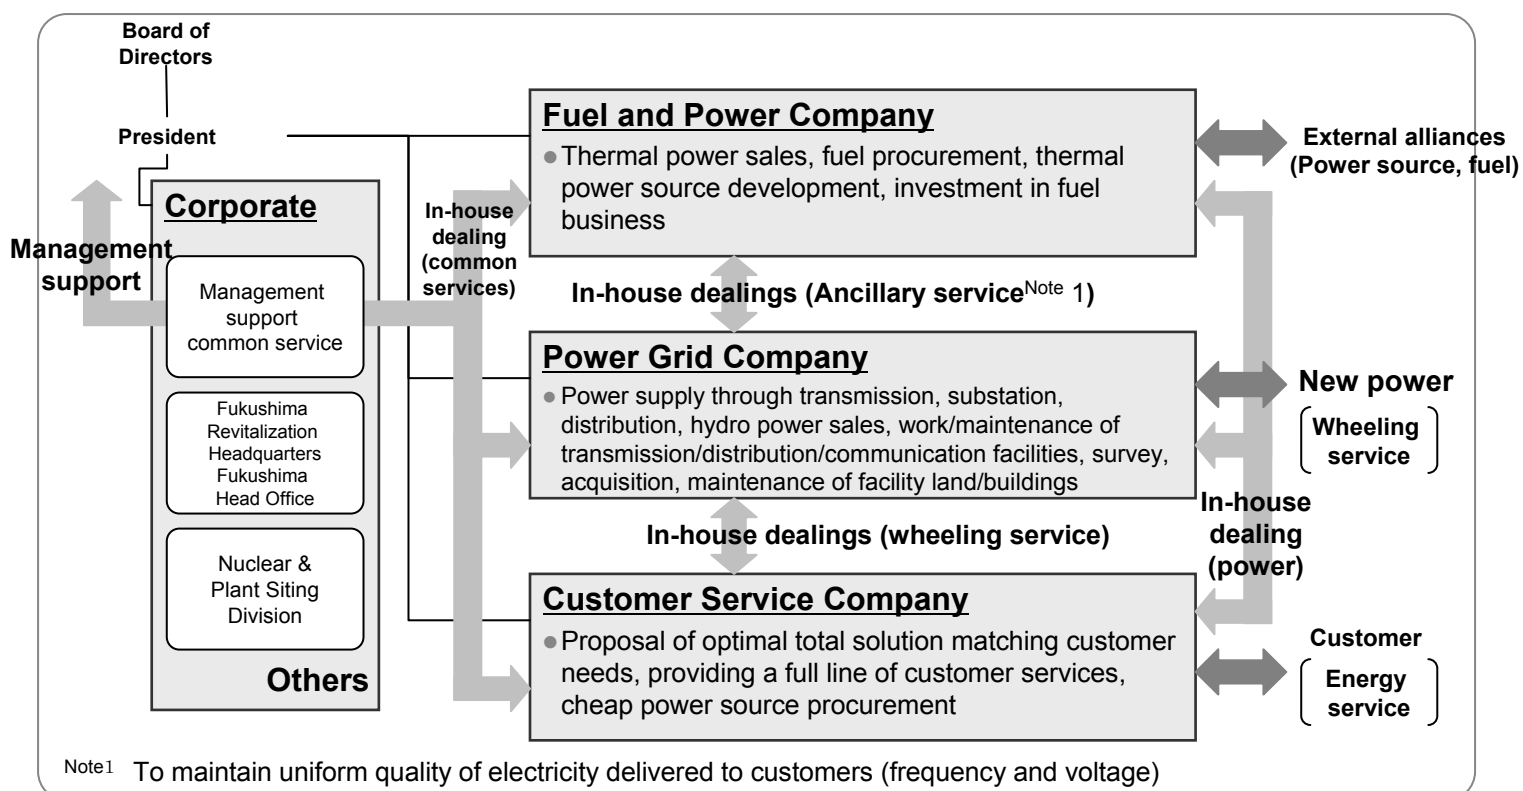 Board of
Directors
President
Corporate
Management
support
Management
support
common service
Fukushima
Revitalization
Headquarters
Fukushima
Head Office
Nuclear &
Plant Siting
Division
Others
In-house
dealing
(common
services)
Fuel and Power Company
● Thermal power sales, fuel procurement, thermal
power source development, investment in fuel
business
In-house dealings (Ancillary service Note 1)
Power Grid Company
● Power supply through transmission, substation,
distribution, hydro power sales, work/maintenance of
transmission/distribution/communication facilities, survey,
acquisition, maintenance of facility land/buildings
In-house dealings (wheeling service)
Customer Service Company
● Proposal of optimal total solution matching customer
needs, providing a full line of customer services,
cheap power source procurement
External alliances
(Power source, fuel)
New power
Wheeling
service
In-house
dealing
(power)
Customer
Energy
service
Note1 To maintain uniform quality of electricity delivered to customers (frequency and voltage)